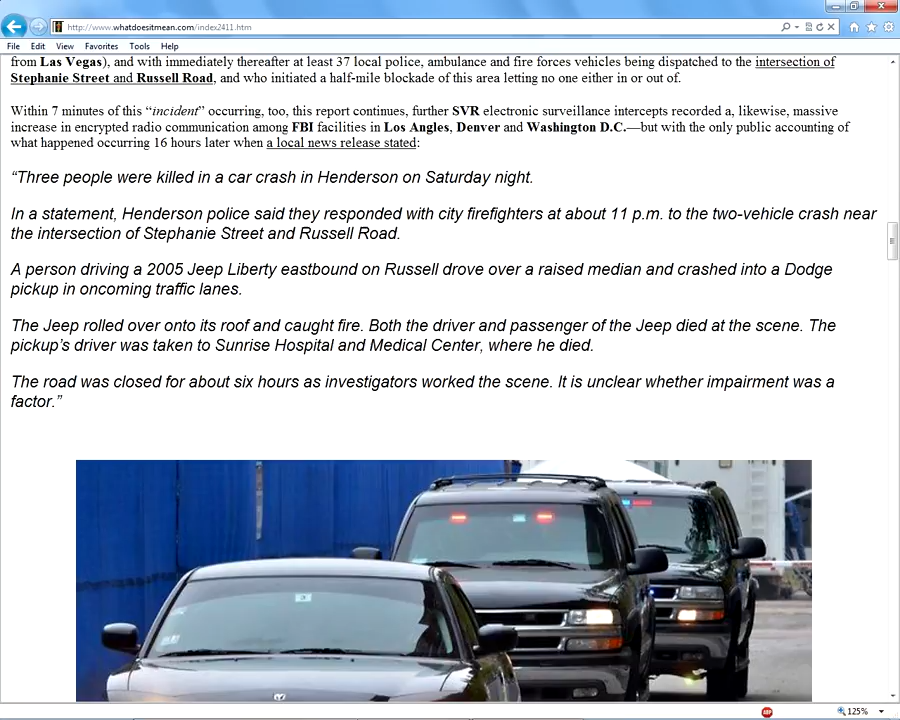 http://www.whatdoesitmean.com/index2411.htm
File Edit View Favorites Tools Help
from Las Vegas), and with immediately thereafter at least 37 local police, ambulance and fire forces vehicles being dispatched to the intersection of
Stephanie Street and Russell Road, and who initiated a half-mile blockade of this area letting no one either in or out of.
Within 7 minutes of this “incident” occurring, too, this report continues, further SVR electronic surveillance intercepts recorded a, likewise, massive
increase in encrypted radio communication among FBI facilities in Los Angles, Denver and Washington D.C.—but with the only public accounting of
what happened occurring 16 hours later when a local news release stated:
“Three people were killed in a car crash in Henderson on Saturday night.
In a statement, Henderson police said they responded with city firefighters at about 11 p.m. to the two-vehicle crash near
the intersection of Stephanie Street and Russell Road.
A person driving a 2005 Jeep Liberty eastbound on Russell drove over a raised median and crashed into a Dodge
pickup in oncoming traffic lanes.
The Jeep rolled over onto its roof and caught fire. Both the driver and passenger of the Jeep died at the scene. The
pickup’s driver was taken to Sunrise Hospital and Medical Center, where he died.
The road was closed for about six hours as investigators worked the scene. It is unclear whether impairment was a
factor.”
ABP
125%